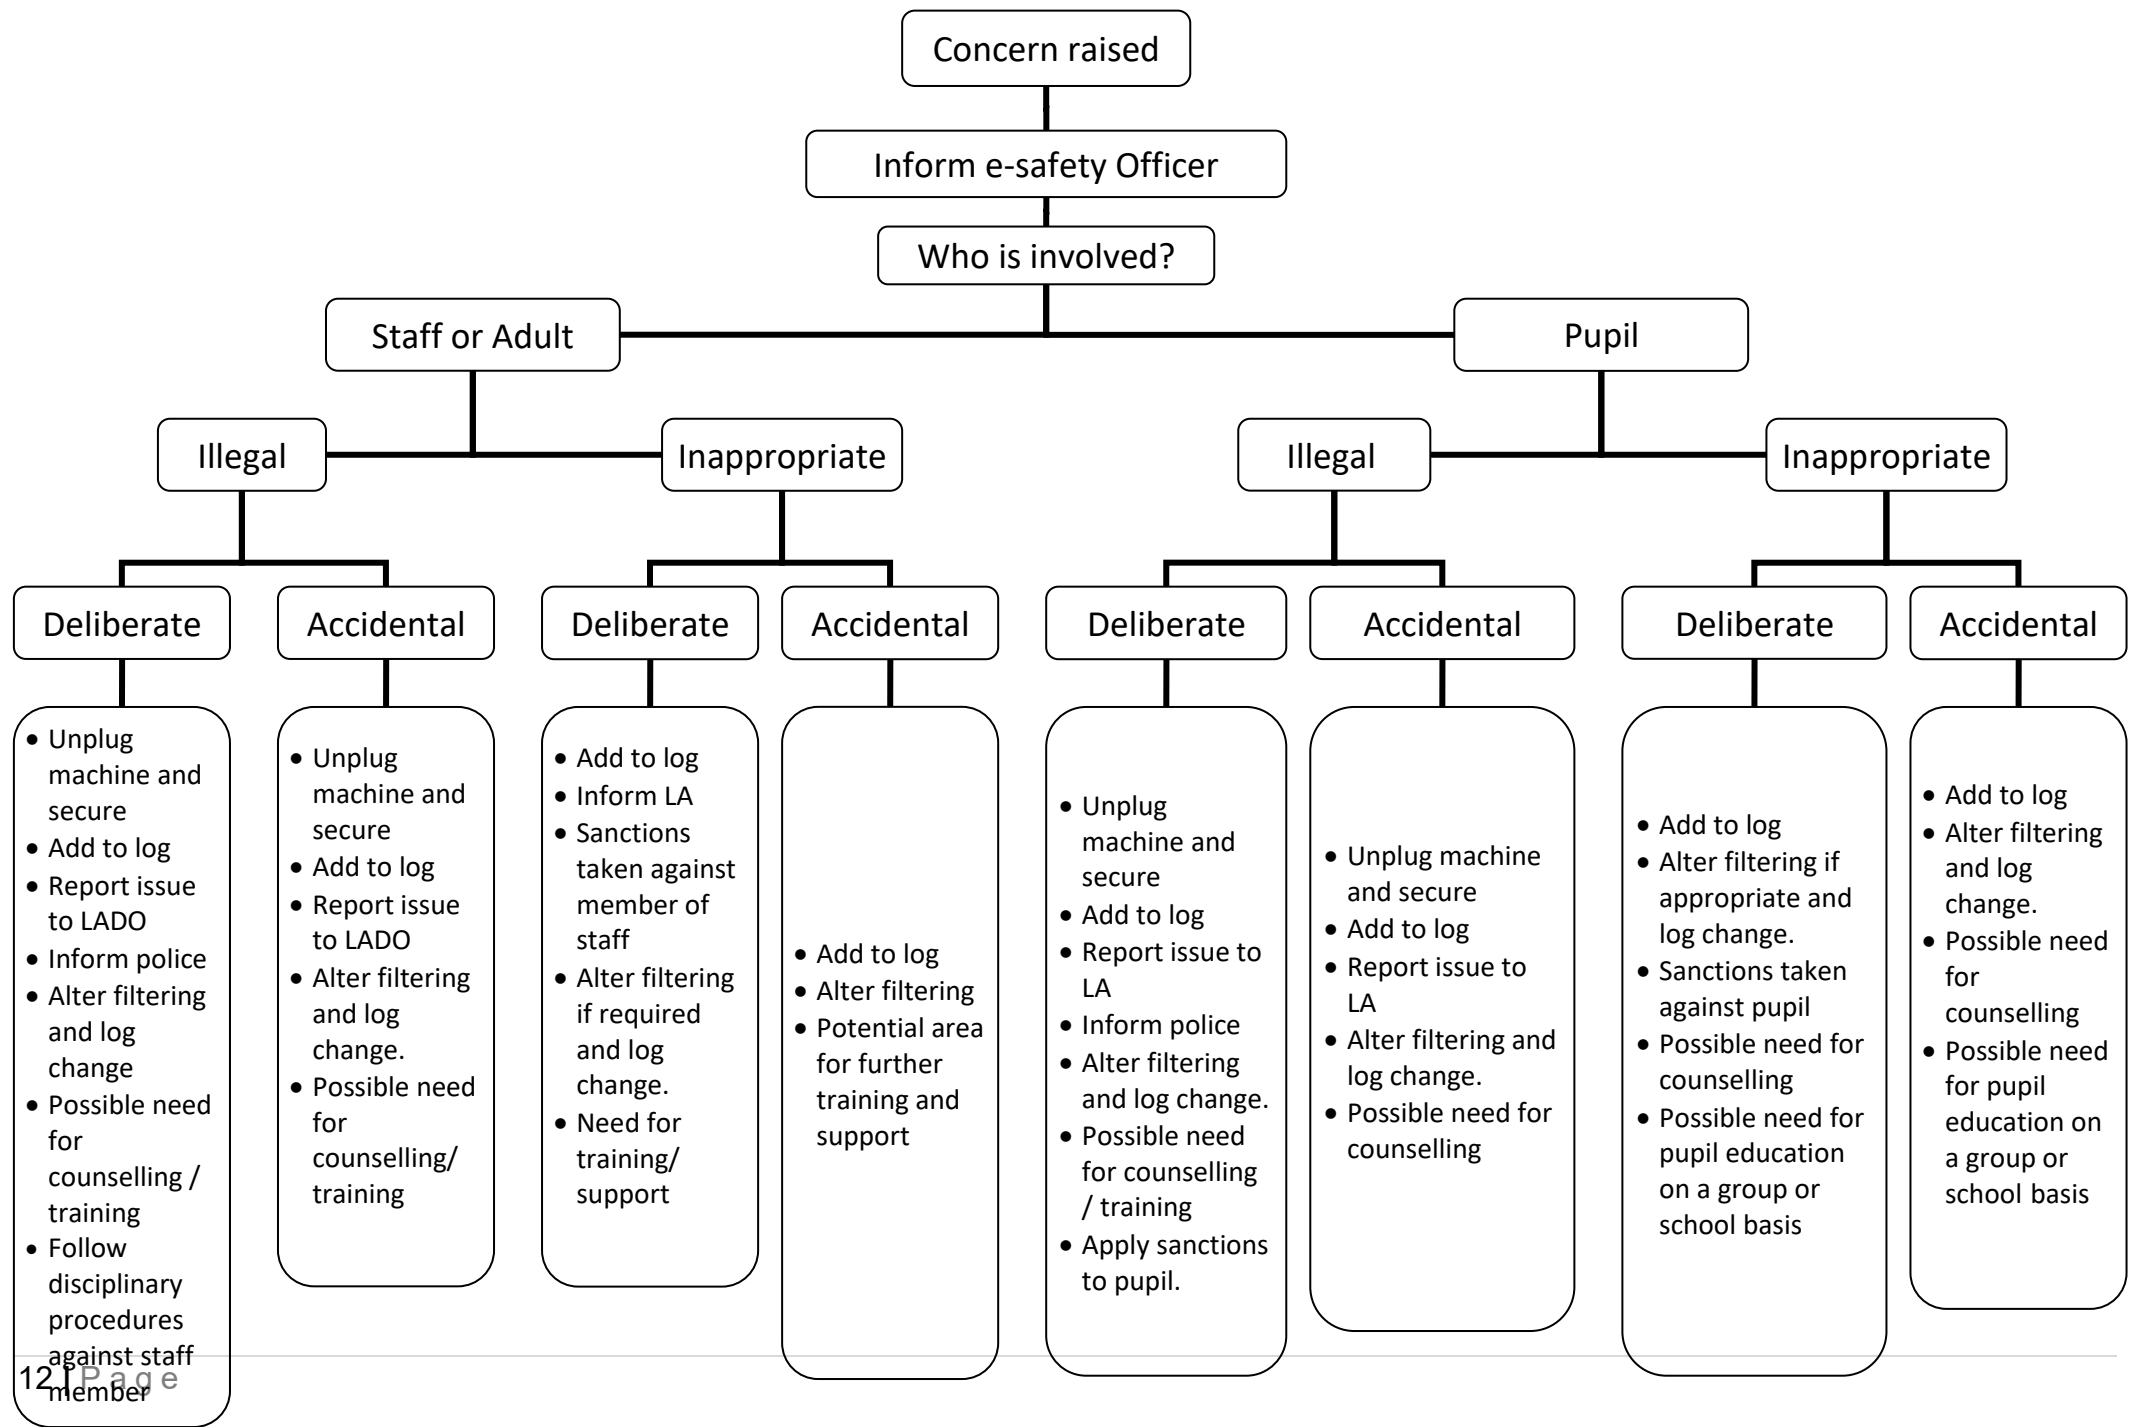 Concern raised
Inform e-safety Officer
Who is involved?
Staff or Adult
Pupil
Illegal
Inappropriate
Illegal
Inappropriate
Deliberate
Accidental
Deliberate
Accidental
Deliberate
Accidental
Deliberate
Accidental
• Unplug
machine and
secure
• Add to log
• Report issue
to LADO
• Inform police
• Alter filtering
and log
change
• Possible need
for
counselling /
training
• Follow
disciplinary
procedures
against staff
member
• Unplug
machine and
secure
• Add to log
• Report issue
to LADO
• Alter filtering
and log
change.
• Possible need
for
counselling/
training
• Add to log
• Inform LA
• Sanctions
taken against
member of
staff
• Alter filtering
if required
and log
change.
• Need for
training/
support
• Add to log
• Alter filtering
• Potential area
for further
training and
support
• Unplug
machine and
secure
• Add to log
• Report issue to
LA
• Inform police
• Alter filtering
and log change.
• Possible need
for counselling
/ training
• Apply sanctions
to pupil.
• Unplug machine
and secure
• Add to log
• Report issue to
LA
• Alter filtering and
log change.
• Possible need for
counselling
• Add to log
• Alter filtering if
appropriate and
log change.
• Sanctions taken
against pupil
• Possible need for
counselling
• Possible need for
pupil education
on a group or
school basis
• Add to log
• Alter filtering
and log
change.
• Possible need
for
counselling
• Possible need
for pupil
education on
a group or
school basis
12 | Page